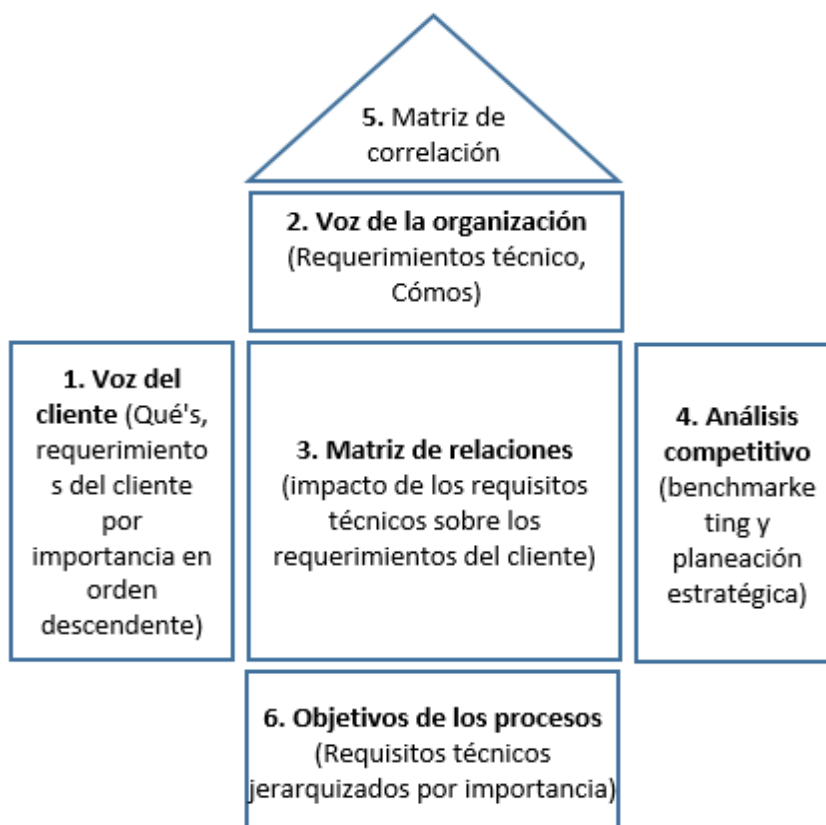 5. Matriz de
correlación
2. Voz de la organización
(Requerimientos técnico,
Cómos)
1. Voz del
cliente (Qué's,
requerimiento
s del cliente
por
importancia en
orden
descendente)
3. Matriz de relaciones
(impacto de los requisitos
técnicos sobre los
requerimientos del cliente)
4. Análisis
competitivo
(benchmarke
ting y
planeación
estratégica)
6. Objetivos de los procesos
(Requisitos técnicos
jerarquizados por importancia)